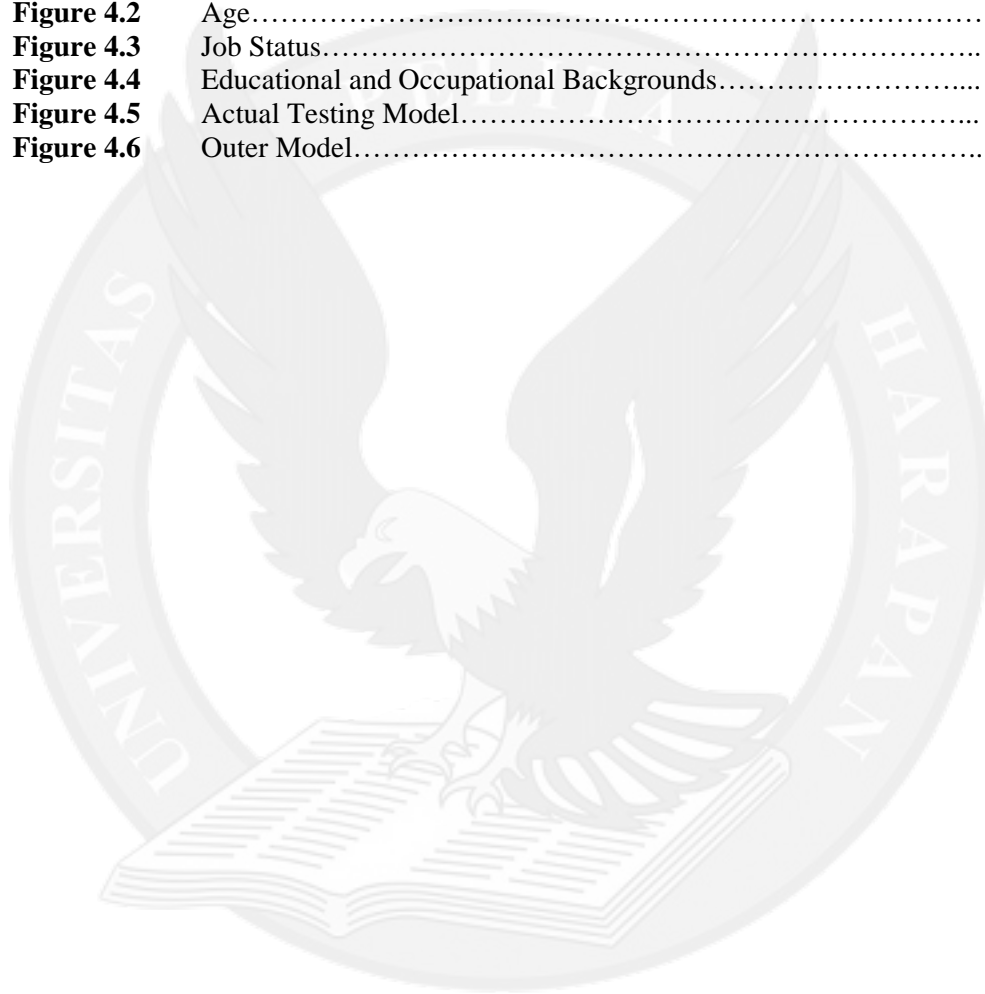 Figure 4.2 Age………………………………………………………………………
Figure 4.3 Job Status………………………………………………………………..
Figure 4.4 Educational and Occupational Backgrounds……………………....
Figure 4.5 Actual Testing Model………………………………………………...
Figure 4.6 Outer Model…………………………………………………………..
UNIVERSITAS PELITA HARAPAN